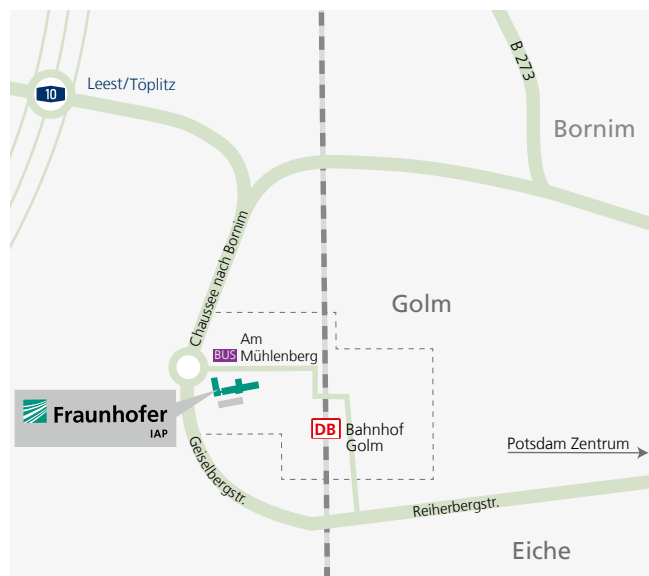 B 273
10
Leest/Töplitz
Bornim
Chaussee nach Bornim
Golm
BUS
Am
Mühlenberg
Fraunhofer
IAP
DB
Bahnhof
Golm
Geiselbergstr.
Potsdam Zentrum
Reiherbergstr.
Eiche